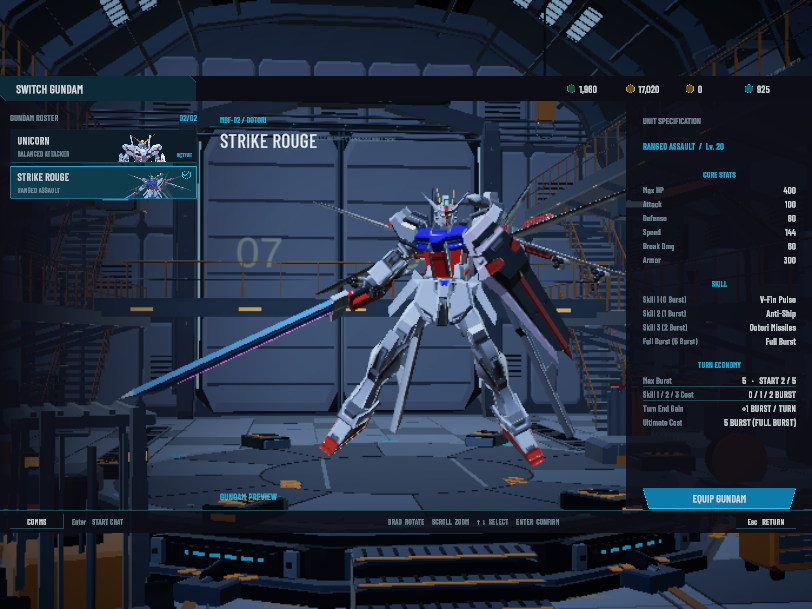 SWITCH GUNDAM
1,960
17,020
0
925
GUNDAM ROSTER
02/02
UNICORN
BALANCED ATTACKER
ACTIVE
STRIKE ROUGE
RANGED ASSAULT
MBF-02 / OOTORI
STRIKE ROUGE
07
UNIT SPECIFICATION
RANGED ASSAULT / Lv. 20
CORE STATS
Max HP 400
Attack 100
Defense 80
Speed 144
Break Dmg 60
Armor 300
SKILL
Skill 1 (0 Burst) V-Fin Pulse
Skill 2 (1 Burst) Anti-Ship
Skill 3 (2 Burst) Ootori Missiles
Full Burst (5 Burst) Full Burst
TURN ECONOMY
Max Burst 5 · START 2 / 5
Skill 1 / 2 / 3 Cost 0 / 1 / 2 BURST
Turn End Gain +1 BURST / TURN
Ultimate Cost 5 BURST (FULL BURST)
GUNDAM PREVIEW
EQUIP GUNDAM
COMMS
Enter START CHAT
DRAG ROTATE SCROLL ZOOM ↑↓ SELECT ENTER CONFIRM
Esc RETURN